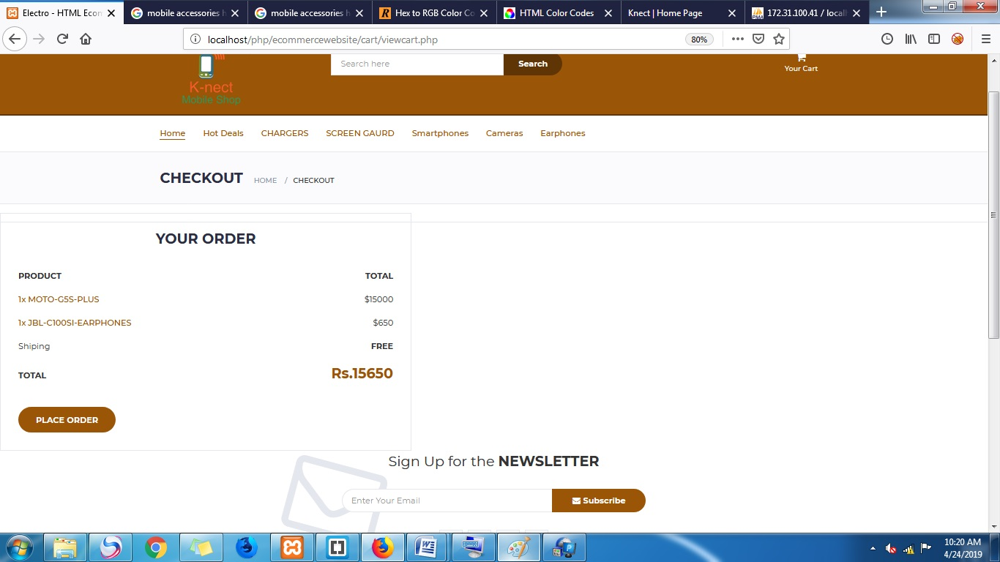 Electro - HTML Econ
mobile accessories h
mobile accessories h
Hex to RGB Color Co
HTML Color Codes
Knect | Home Page
172.31.100.41 / localh
localhost/php/ecommercewebsite/cart/viewcart.php
80%
Search here
Search
Your Cart
K-nect
Mobile Shop
Home Hot Deals CHARGERS SCREEN GAURD Smartphones Cameras Earphones
CHECKOUT HOME / CHECKOUT
YOUR ORDER
PRODUCT TOTAL
1x MOTO-G5S-PLUS $15000
1x JBL-C100SI-EARPHONES $650
Shiping FREE
TOTAL Rs.15650
PLACE ORDER
Sign Up for the NEWSLETTER
Enter Your Email
Subscribe
10:20 AM
4/24/2019